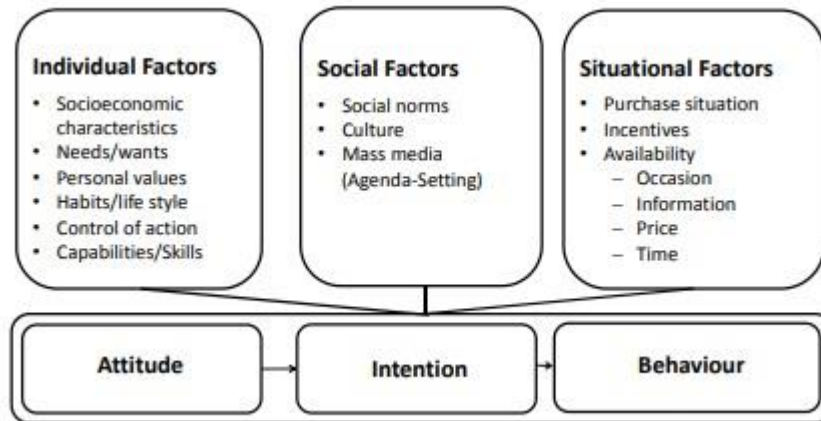 Individual Factors
• Socioeconomic
characteristics
• Needs/wants
• Personal values
• Habits/life style
• Control of action
• Capabilities/Skills
Social Factors
• Social norms
• Culture
• Mass media
(Agenda-Setting)
Situational Factors
• Purchase situation
• Incentives
• Availability
– Occasion
– Information
– Price
– Time
Attitude
Intention
Behaviour